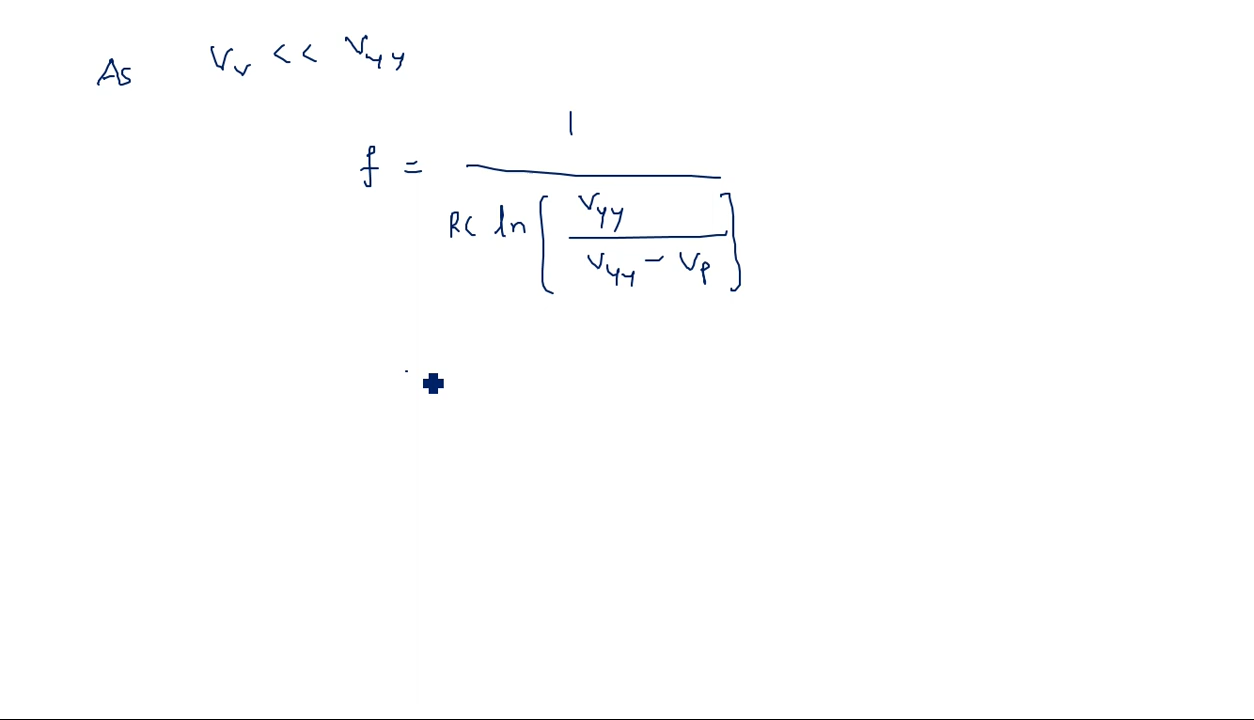 As Vv << Vyy
f = 1
RC ln [ Vyy
Vyy - Vp ]